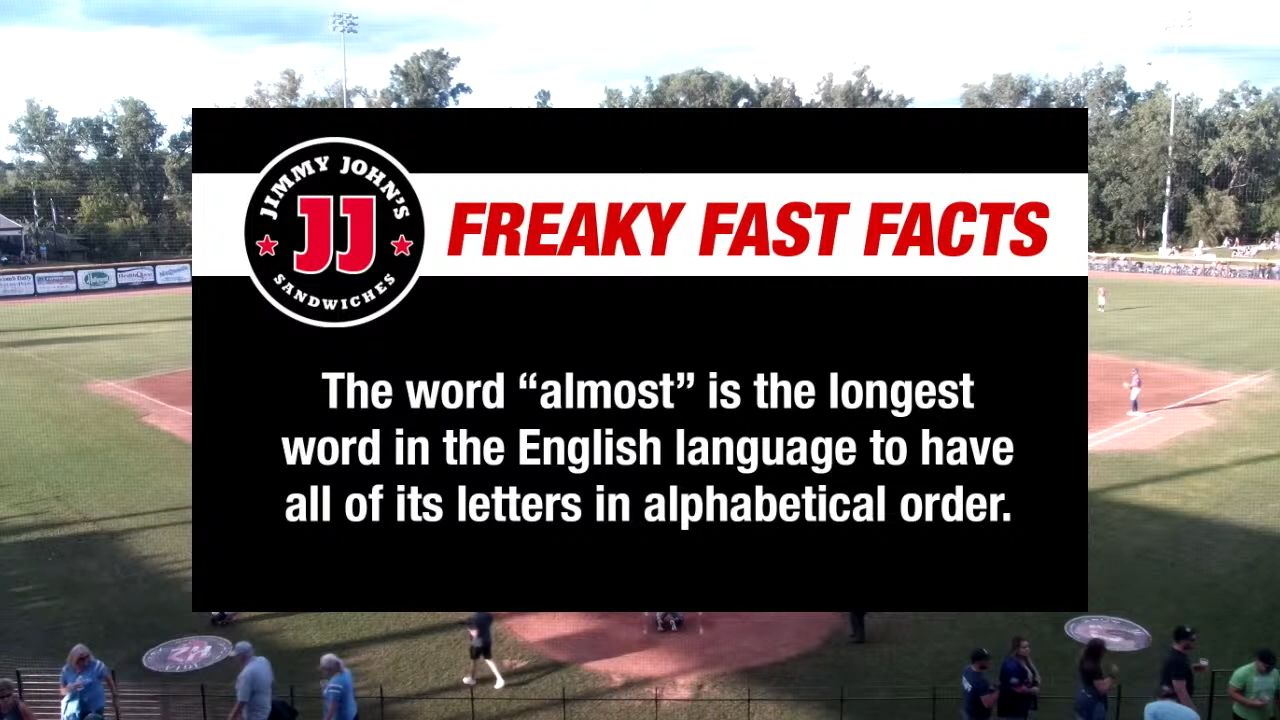 JIMMY JOHN'S
JJ
SANDWICHES
FREAKY FAST FACTS
The word “almost” is the longest
word in the English language to have
all of its letters in alphabetical order.